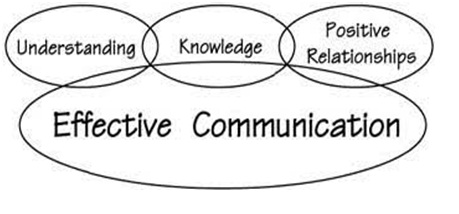 Understanding
Knowledge
Positive
Relationships
Effective Communication